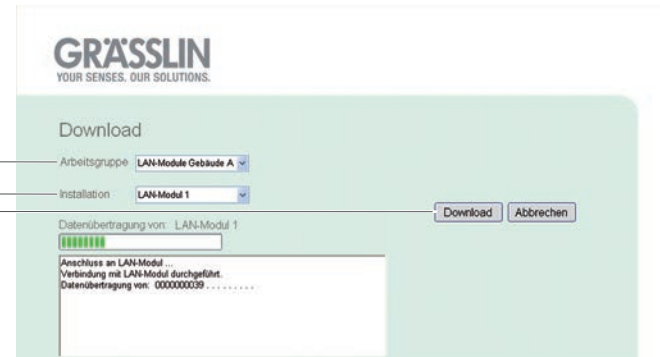 GRÄSSLIN
YOUR SENSES. OUR SOLUTIONS.
Download
Arbeitsgruppe LAN-Module Gebäude A
Installation LAN-Modul 1
Download Abbrechen
Datenübertragung von: LAN-Modul 1
Anschluss an LAN-Modul ...
Verbindung mit LAN-Modul durchgeführt.
Datenübertragung von: 0000000039 . . . . . . . . .